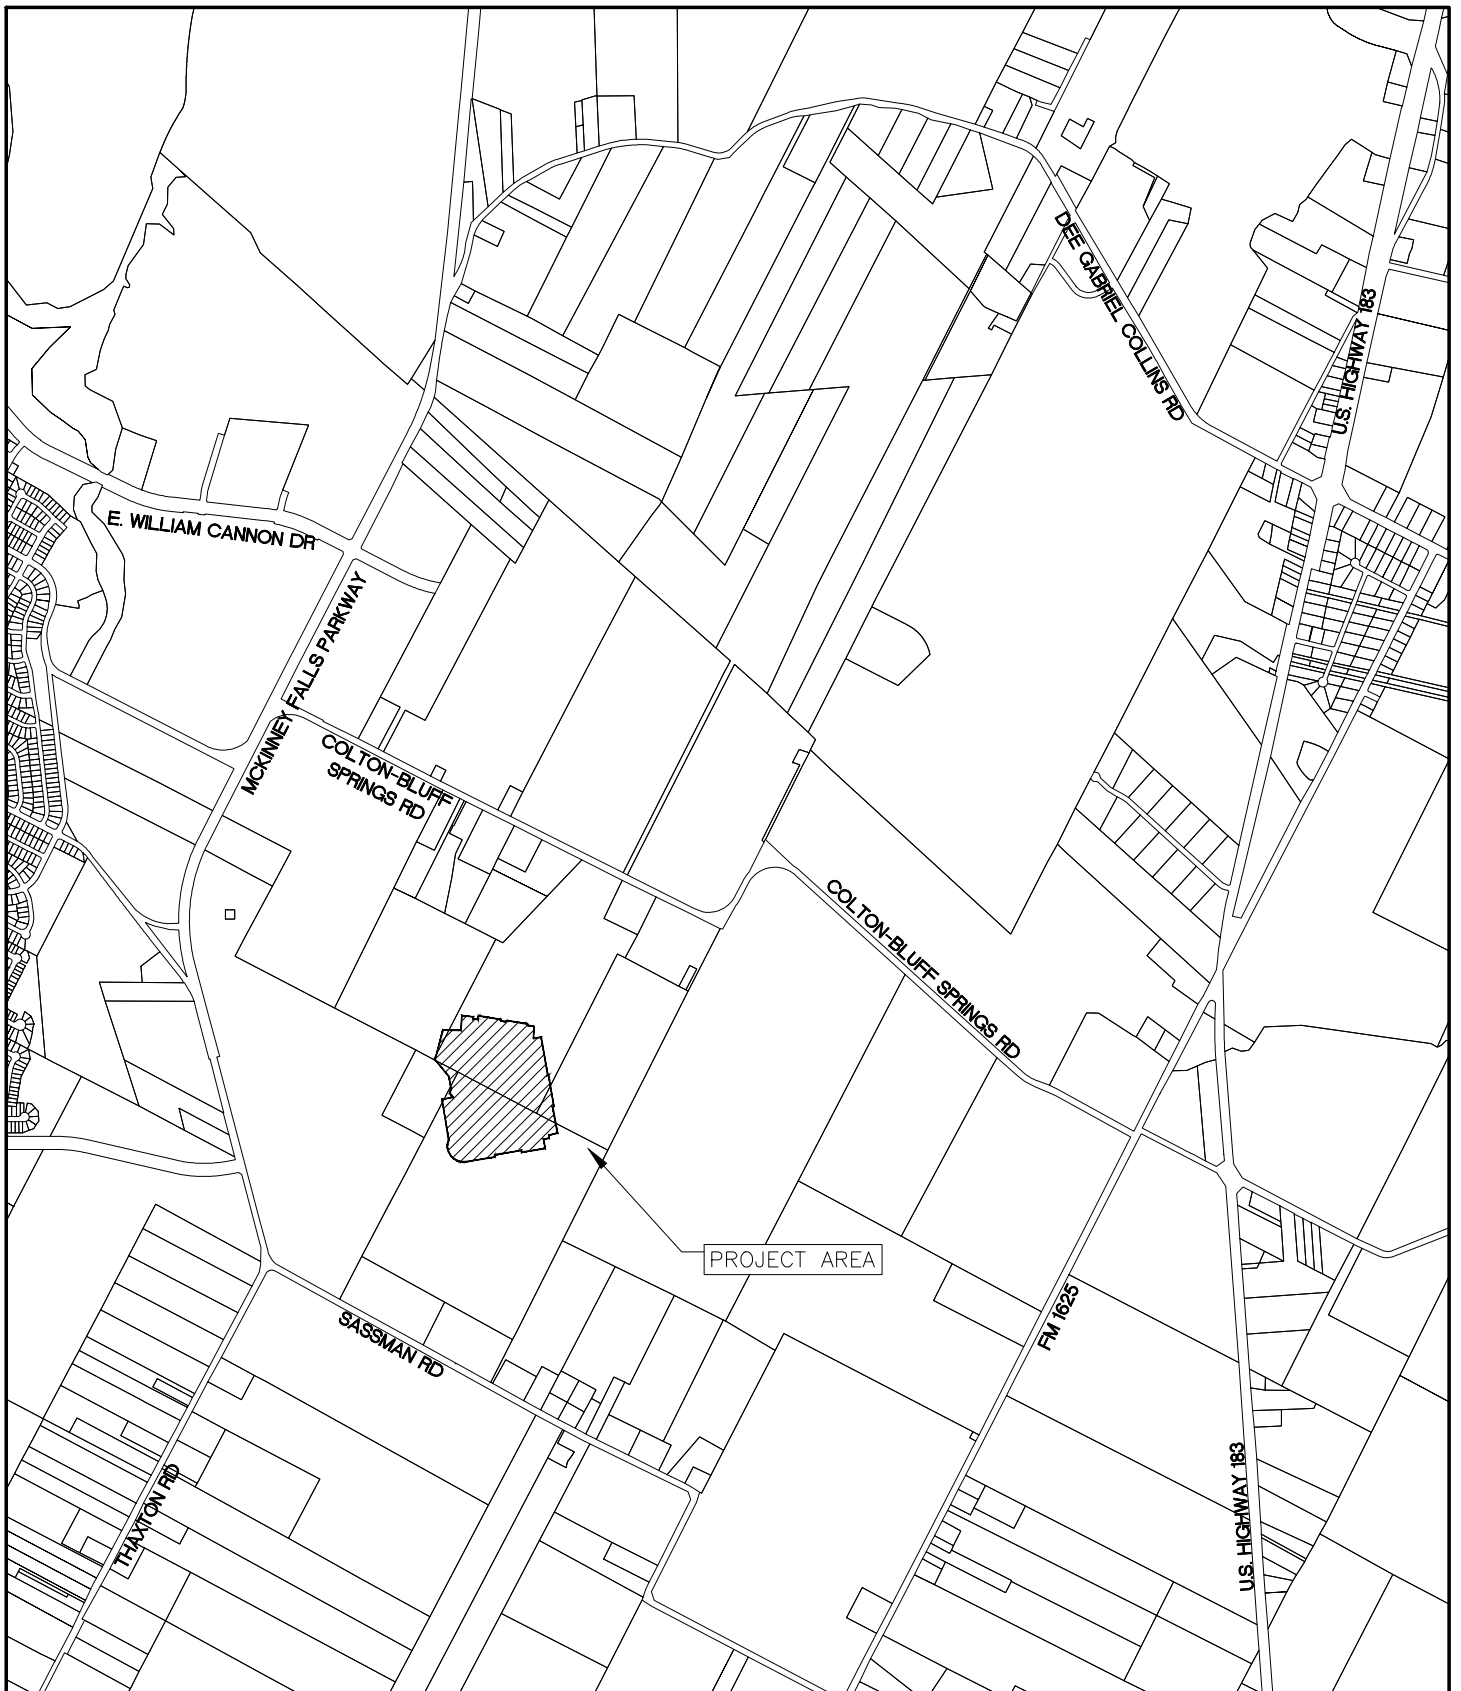 DEE GABRIEL COLLINS RD
U.S. HIGHWAY 183
E. WILLIAM CANNON DR
MCKINNEY FALLS PARKWAY
COLTON-BLUFF
SPRINGS RD
COLTON-BLUFF SPRINGS RD
PROJECT AREA
FM 1625
SASSMAN RD
THAXTON RD
U.S. HIGHWAY 183